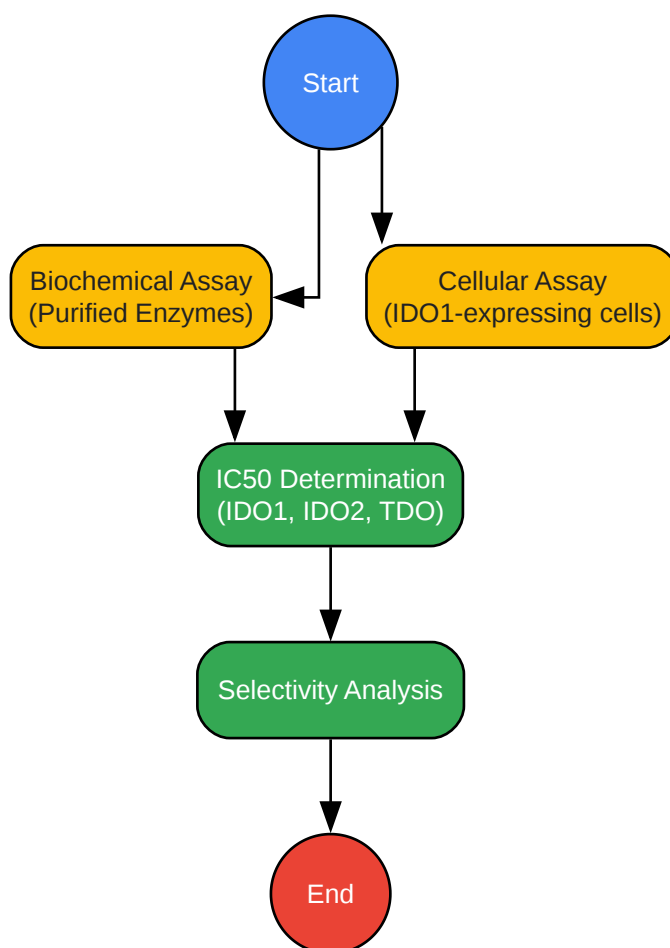 Start
Biochemical Assay
(Purified Enzymes)
Cellular Assay
(IDO1-expressing cells)
IC50 Determination
(IDO1, IDO2, TDO)
Selectivity Analysis
End